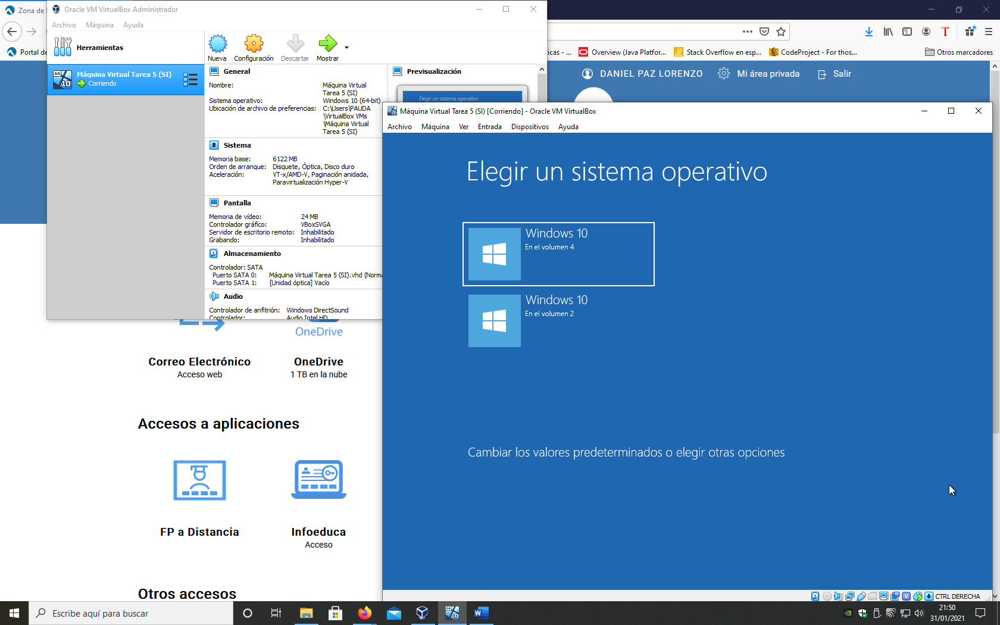 Zona de
Oracle VM VirtualBox Administrador
Archivo Máquina Ayuda
Herramientas
Nueva Configuración Descartar Mostrar
Portal de
icas - ... Overview (Java Platfor... Stack Overflow en esp... CodeProject - For thos... Otros marcadores
DANIEL PAZ LORENZO Mi área privada Salir
Máquina Virtual Tarea 5 (SI)
Corriendo
General
Nombre: Máquina Virtual
Tarea 5 (SI)
Sistema operativo: Windows 10 (64-bit)
Ubicación de archivo de preferencias: C:\Users\PAUDA
\VirtualBox VMs
\Máquina Virtual
Tarea 5 (SI)
Previsualización
Elegir un sistema operativo
Sistema
Memoria base: 6122 MB
Orden de arranque: Disquete, Óptica, Disco duro
Aceleración: VT-x/AMD-V, Paginación anidada,
Paravirtualización Hyper-V
Pantalla
Memoria de vídeo: 24 MB
Controlador gráfico: VBoxSVGA
Servidor de escritorio remoto: Inhabilitado
Grabando: Inhabilitado
Almacenamiento
Controlador: SATA
Puerto SATA 0: Máquina Virtual Tarea 5 (SI).vhd (Norma
Puerto SATA 1: [Unidad óptica] Vacío
Audio
Controlador de anfitrión: Windows DirectSound
Controlador: Audio Intel HD
Máquina Virtual Tarea 5 (SI) [Corriendo] - Oracle VM VirtualBox
Archivo Máquina Ver Entrada Dispositivos Ayuda
Elegir un sistema operativo
Windows 10
En el volumen 4
Windows 10
En el volumen 2
Cambiar los valores predeterminados o elegir otras opciones
CTRL DERECHA
OneDrive
Correo Electrónico
Acceso web
OneDrive
1 TB en la nube
Accesos a aplicaciones
FP a Distancia
Infoeduca
Acceso
Otros accesos
Escribe aquí para buscar
21:50
31/01/2021